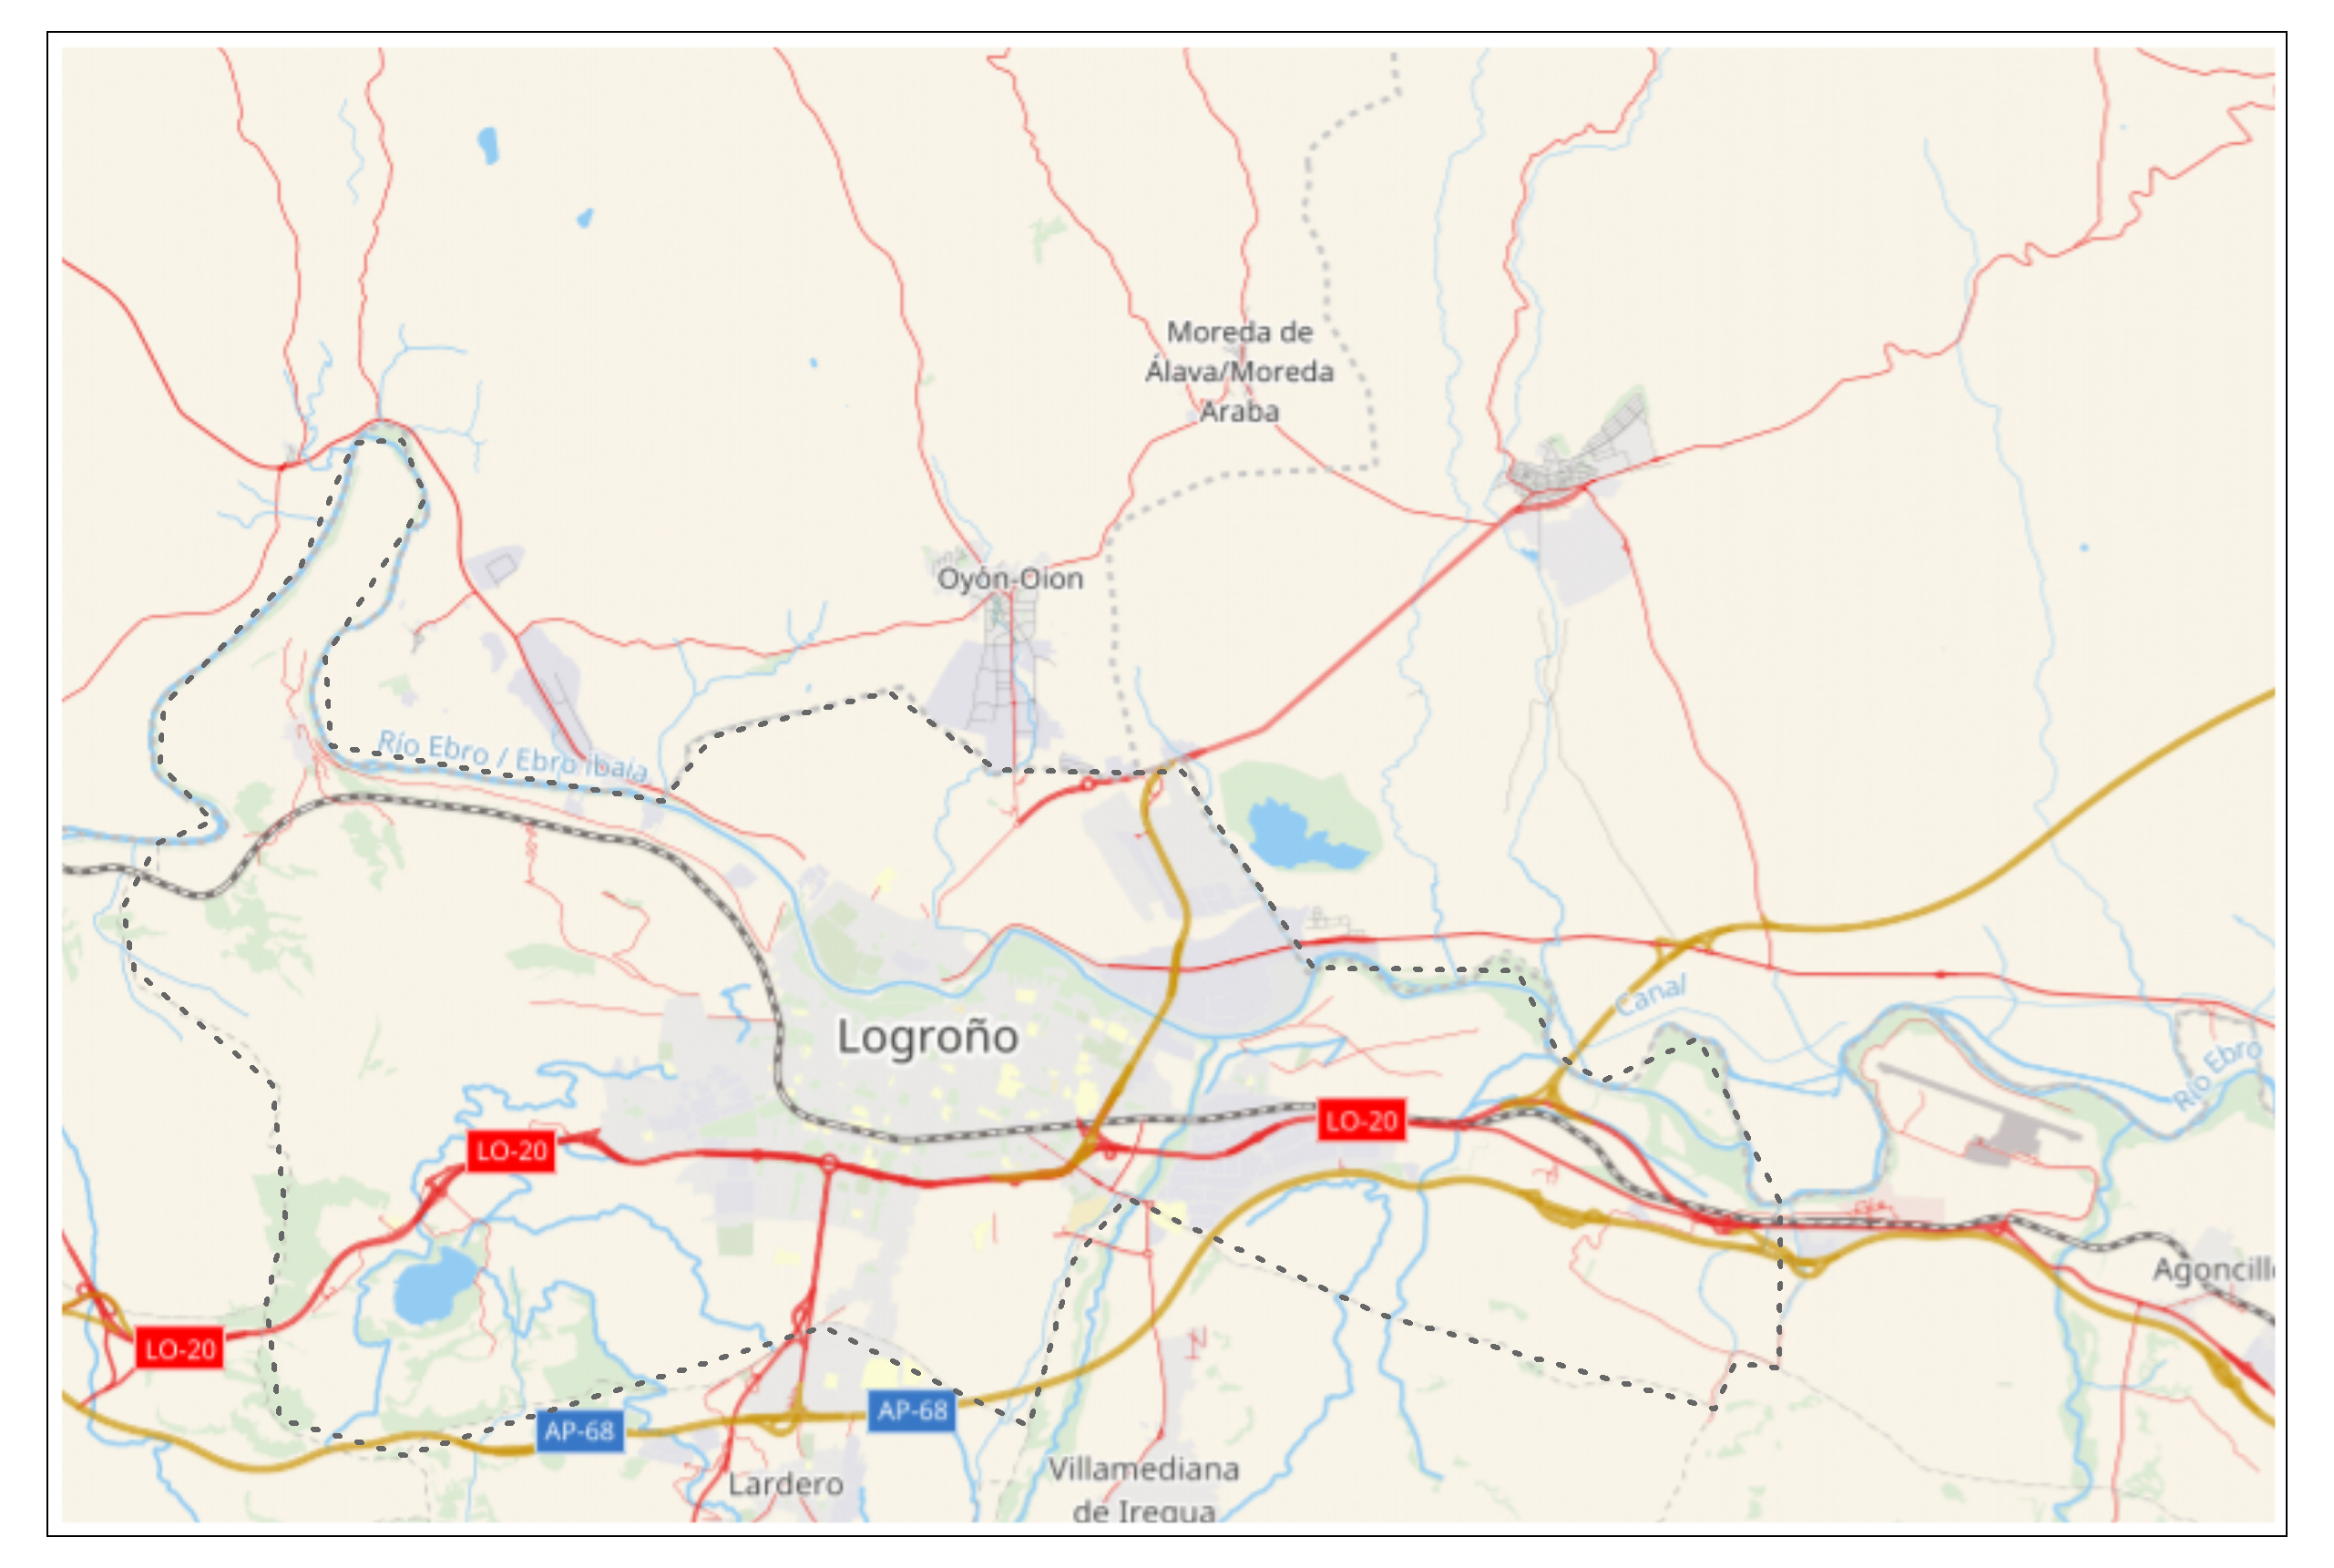 Moreda de
Álava/Moreda
Araba
Oyón-Oion
Río Ebro / Ebro ibaia
Canal
Logroño
Río Ebro
LO-20
LO-20
Agoncill
LO-20
AP-68
AP-68
Lardero
Villamediana
de Iregua